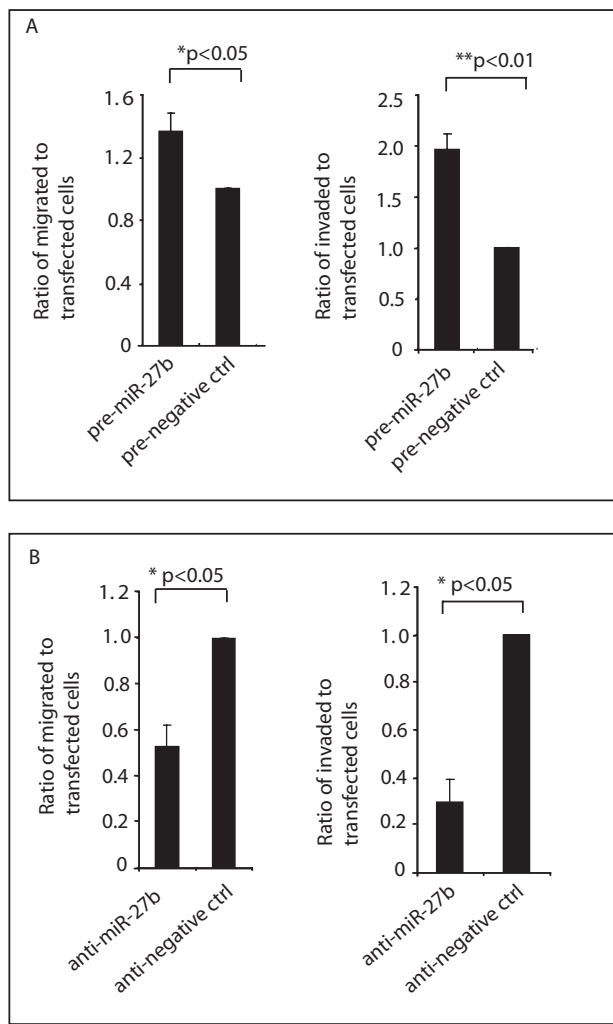 A
*p<0.05
1.6
1.2
0.8
0.4
0
Ratio of migrated to
transfected cells
pre-miR-27b
pre-negative ctrl
**p<0.01
2.5
2.0
1.5
1.0
0.5
0
Ratio of invaded to
transfected cells
pre-miR-27b
pre-negative ctrl
B
* p<0.05
1.2
1.0
0.8
0.6
0.4
0.2
0
Ratio of migrated to
transfected cells
anti-miR-27b
anti-negative ctrl
* p<0.05
1.2
1.0
0.8
0.6
0.4
0.2
0
Ratio of invaded to
transfected cells
anti-miR-27b
anti-negative ctrl